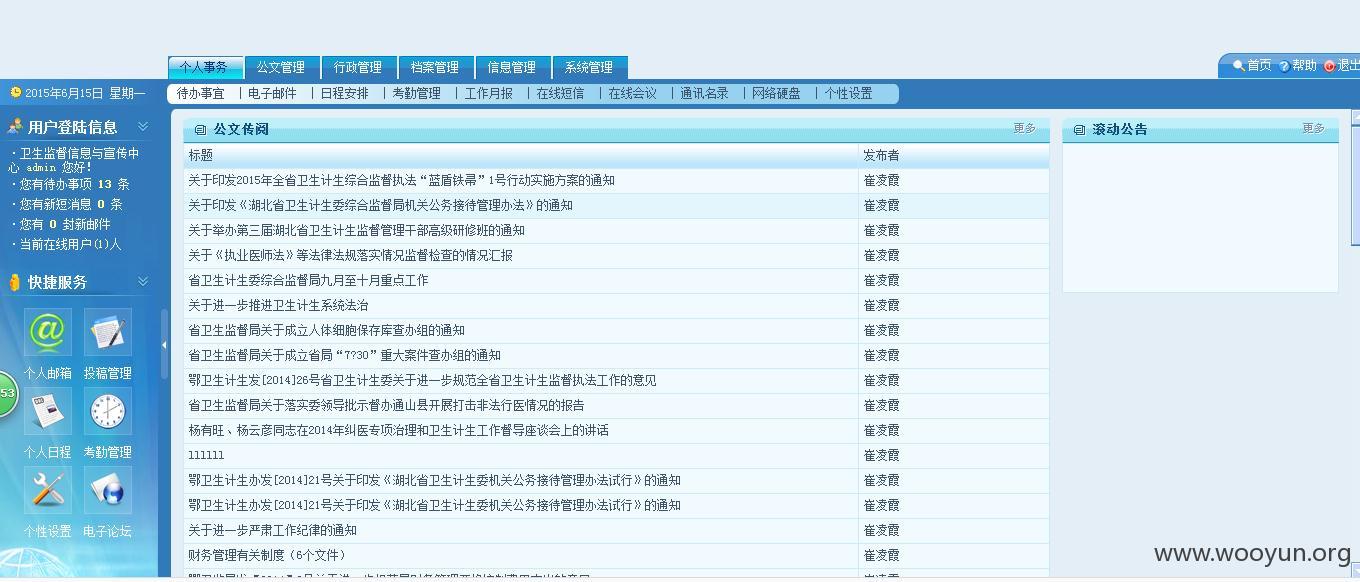 个人事务 公文管理 行政管理 档案管理 信息管理 系统管理
首页 帮助 退出
2015年6月15日 星期一
待办事宜 | 电子邮件 | 日程安排 | 考勤管理 | 工作月报 | 在线短信 | 在线会议 | 通讯名录 | 网络硬盘 | 个性设置
用户登陆信息
·卫生监督信息与宣传中
心 admin 您好!
·您有待办事项 13 条
·您有新短消息 0 条
·您有 0 封新邮件
·当前在线用户(1)人
快捷服务
个人邮箱 投稿管理
53
个人日程 考勤管理
个性设置 电子论坛
公文传阅 更多
标题 发布者
关于印发2015年全省卫生计生综合监督执法“蓝盾铁帚”1号行动实施方案的通知 崔凌霞
关于印发《湖北省卫生计生委综合监督局机关公务接待管理办法》的通知 崔凌霞
关于举办第三届湖北省卫生计生监督管理干部高级研修班的通知 崔凌霞
关于《执业医师法》等法律法规落实情况监督检查的情况汇报 崔凌霞
省卫生计生委综合监督局九月至十月重点工作 崔凌霞
关于进一步推进卫生计生系统法治 崔凌霞
省卫生监督局关于成立人体细胞保存库查办组的通知 崔凌霞
省卫生监督局关于成立省局“7?30”重大案件查办组的通知 崔凌霞
鄂卫生计生发[2014]26号省卫生计生委关于进一步规范全省卫生计生监督执法工作的意见 崔凌霞
省卫生监督局关于落实委领导批示督办通山县开展打击非法行医情况的报告 崔凌霞
杨有旺、杨云彦同志在2014年纠医专项治理和卫生计生工作督导座谈会上的讲话 崔凌霞
111111 崔凌霞
鄂卫生计生办发[2014]21号关于印发《湖北省卫生计生委机关公务接待管理办法试行》的通知 崔凌霞
鄂卫生计生办发[2014]21号关于印发《湖北省卫生计生委机关公务接待管理办法试行》的通知 崔凌霞
关于进一步严肃工作纪律的通知 崔凌霞
财务管理有关制度（6个文件） 崔凌霞
滚动公告 更多
www.wooyun.org